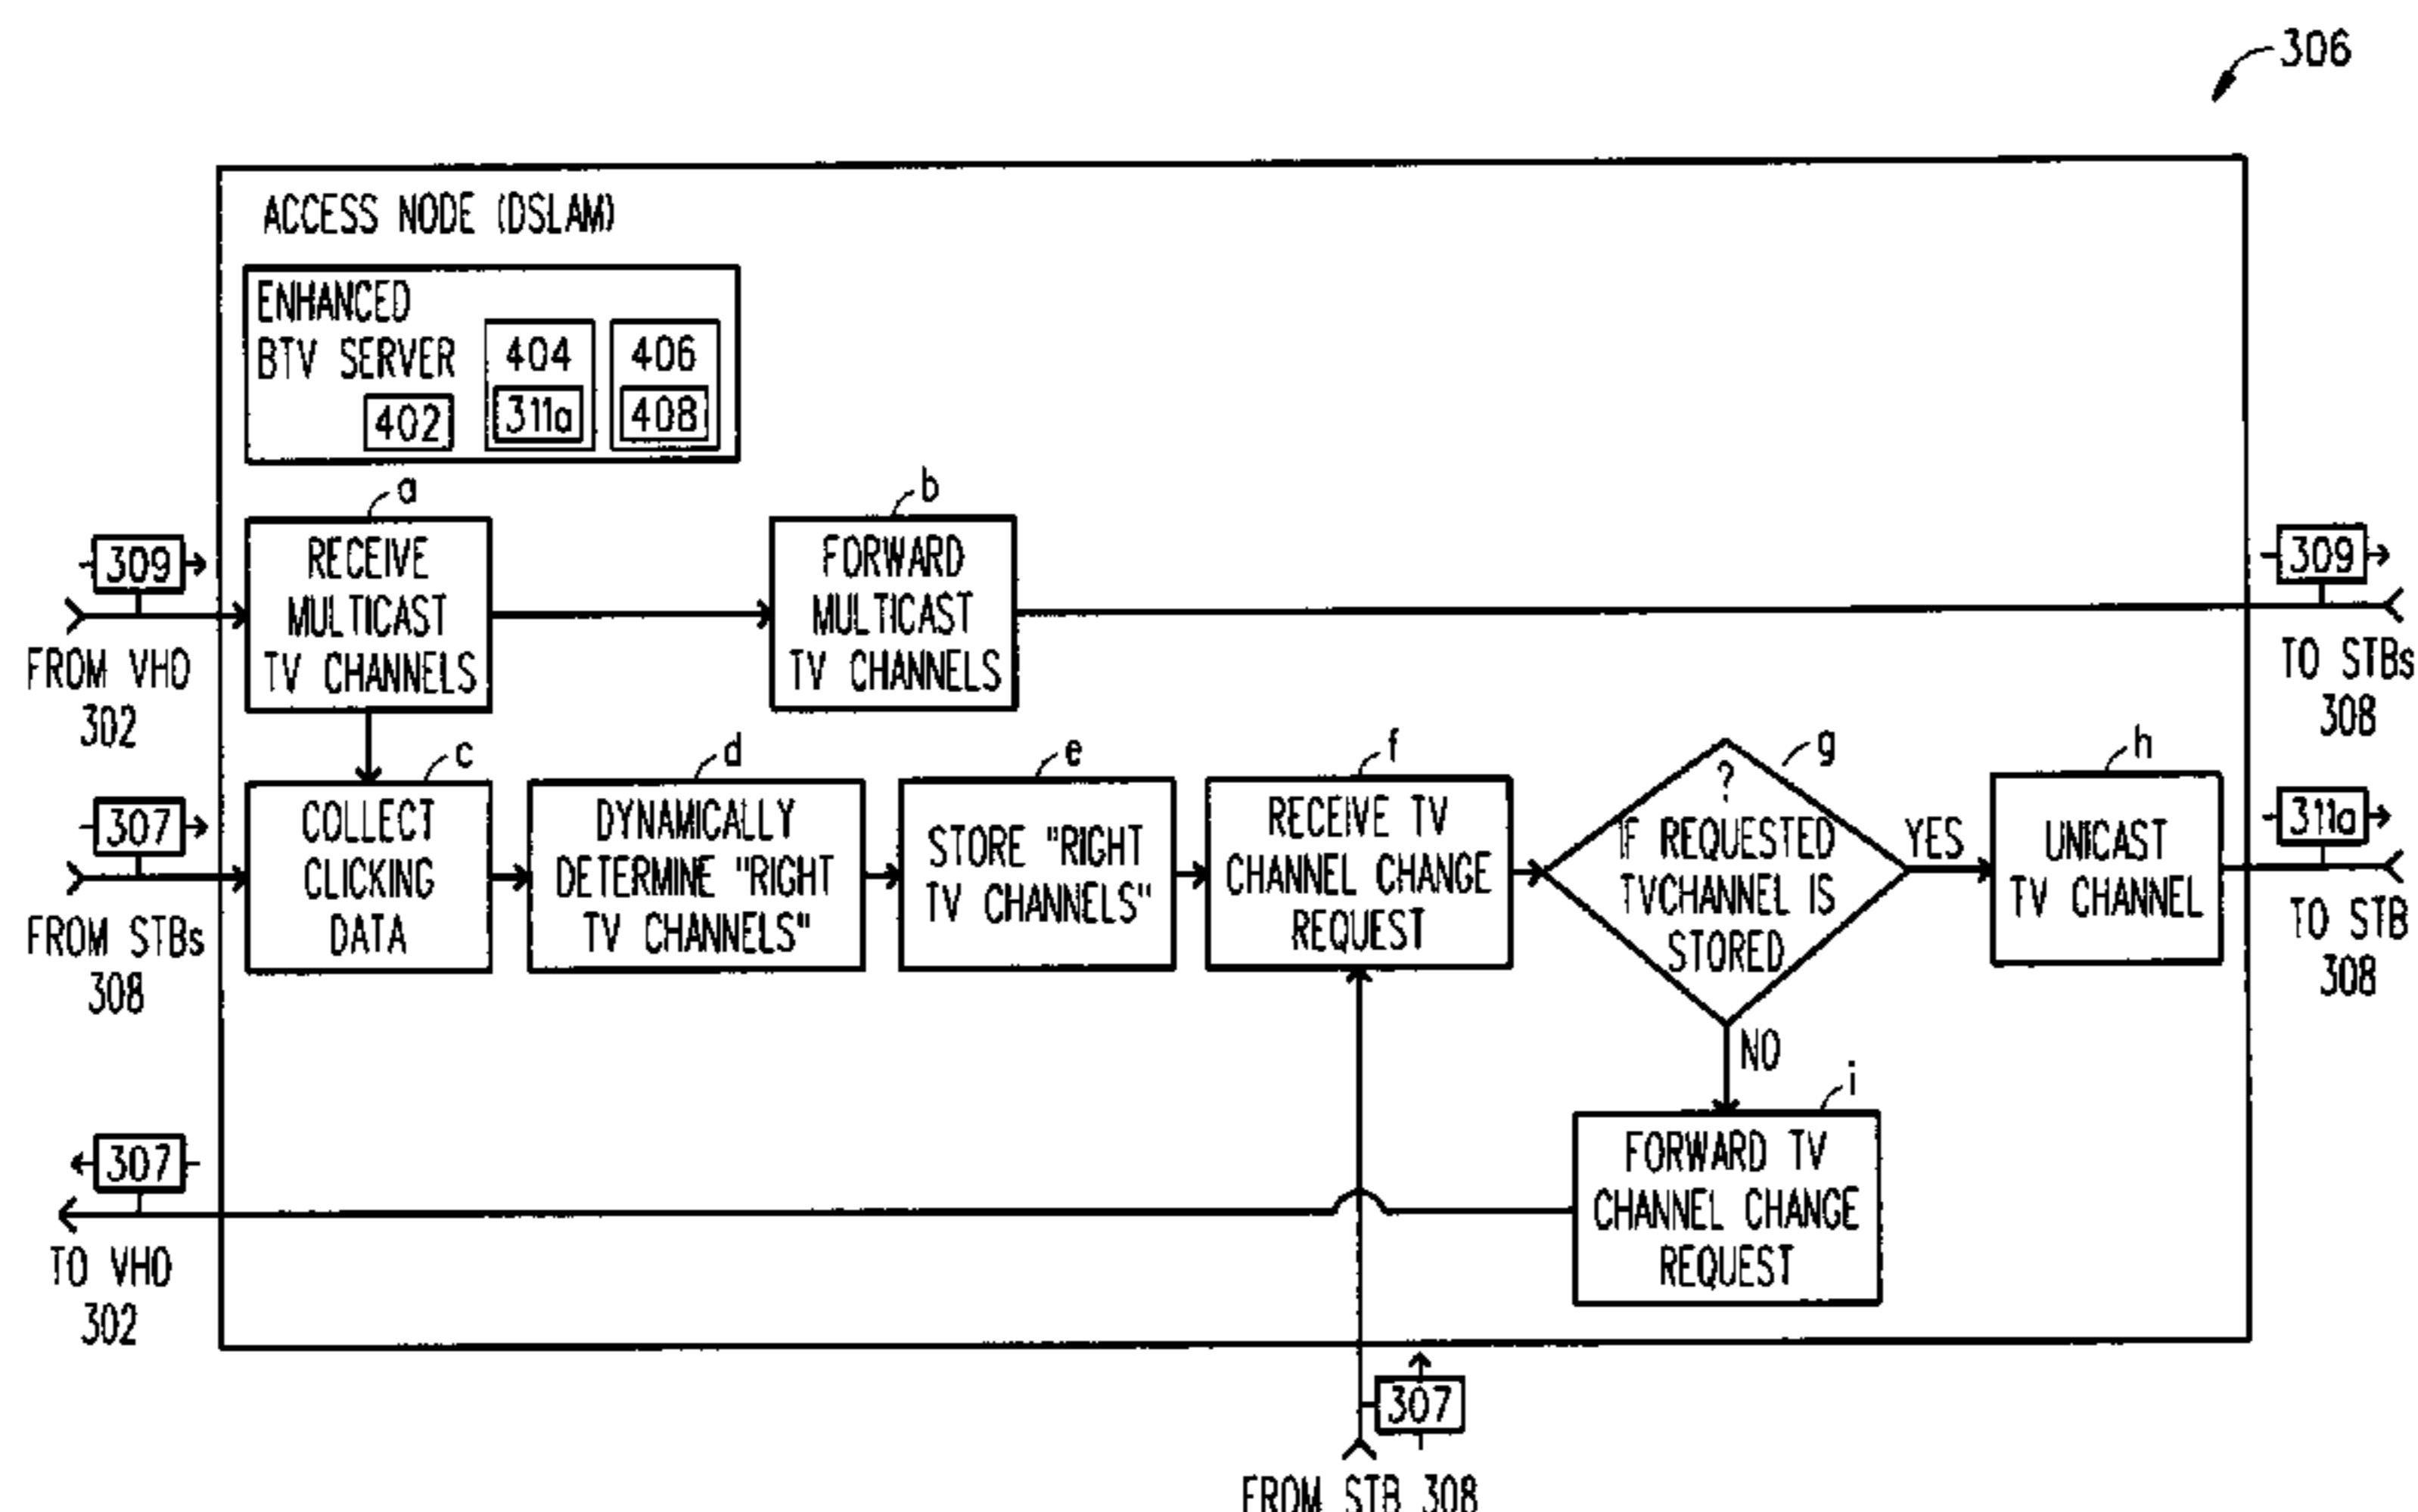 306
ACCESS NODE (DSLAM)
ENHANCED
BTV SERVER
402
404
311a
406
408
a
RECEIVE
MULTICAST
TV CHANNELS
b
FORWARD
MULTICAST
TV CHANNELS
309
FROM VHO
302
309
TO STBs
308
c
COLLECT
CLICKING
DATA
d
DYNAMICALLY
DETERMINE "RIGHT
TV CHANNELS"
e
STORE "RIGHT
TV CHANNELS"
f
RECEIVE TV
CHANNEL CHANGE
REQUEST
g
?
IF REQUESTED
TVCHANNEL IS
STORED
YES
h
UNICAST
TV CHANNEL
307
FROM STBs
308
311a
TO STB
308
NO
i
FORWARD TV
CHANNEL CHANGE
REQUEST
307
TO VHO
302
307
FROM STB 308